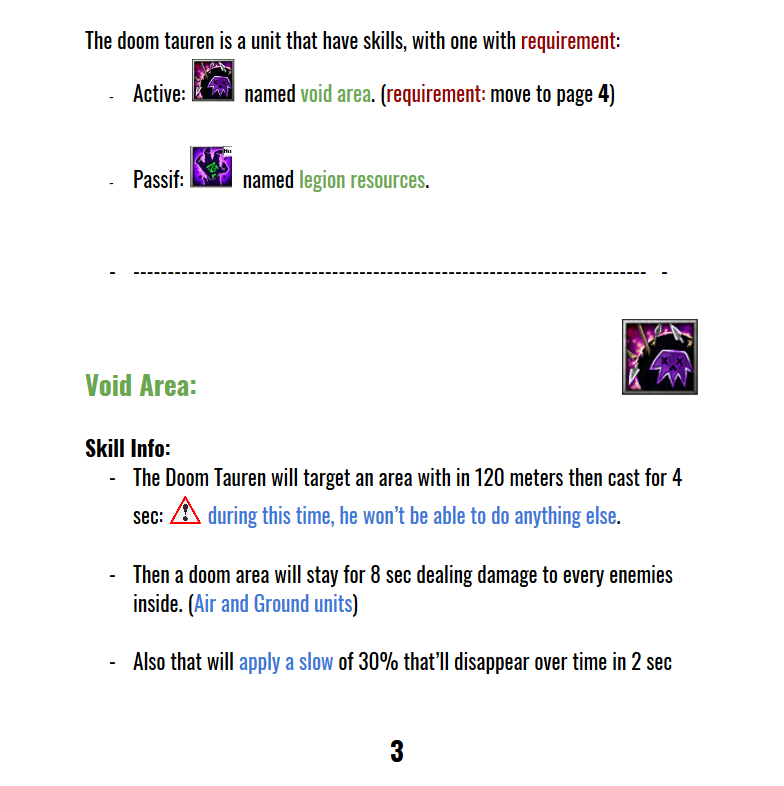 The doom tauren is a unit that have skills, with one with requirement:
- Active: named void area. (requirement: move to page 4)
- Passif: named legion resources.
- --------------------------------------------------------------------------- -
Void Area:
Skill Info:
- The Doom Tauren will target an area with in 120 meters then cast for 4
sec: during this time, he won't be able to do anything else.
- Then a doom area will stay for 8 sec dealing damage to every enemies
inside. (Air and Ground units)
- Also that will apply a slow of 30% that'll disappear over time in 2 sec
3